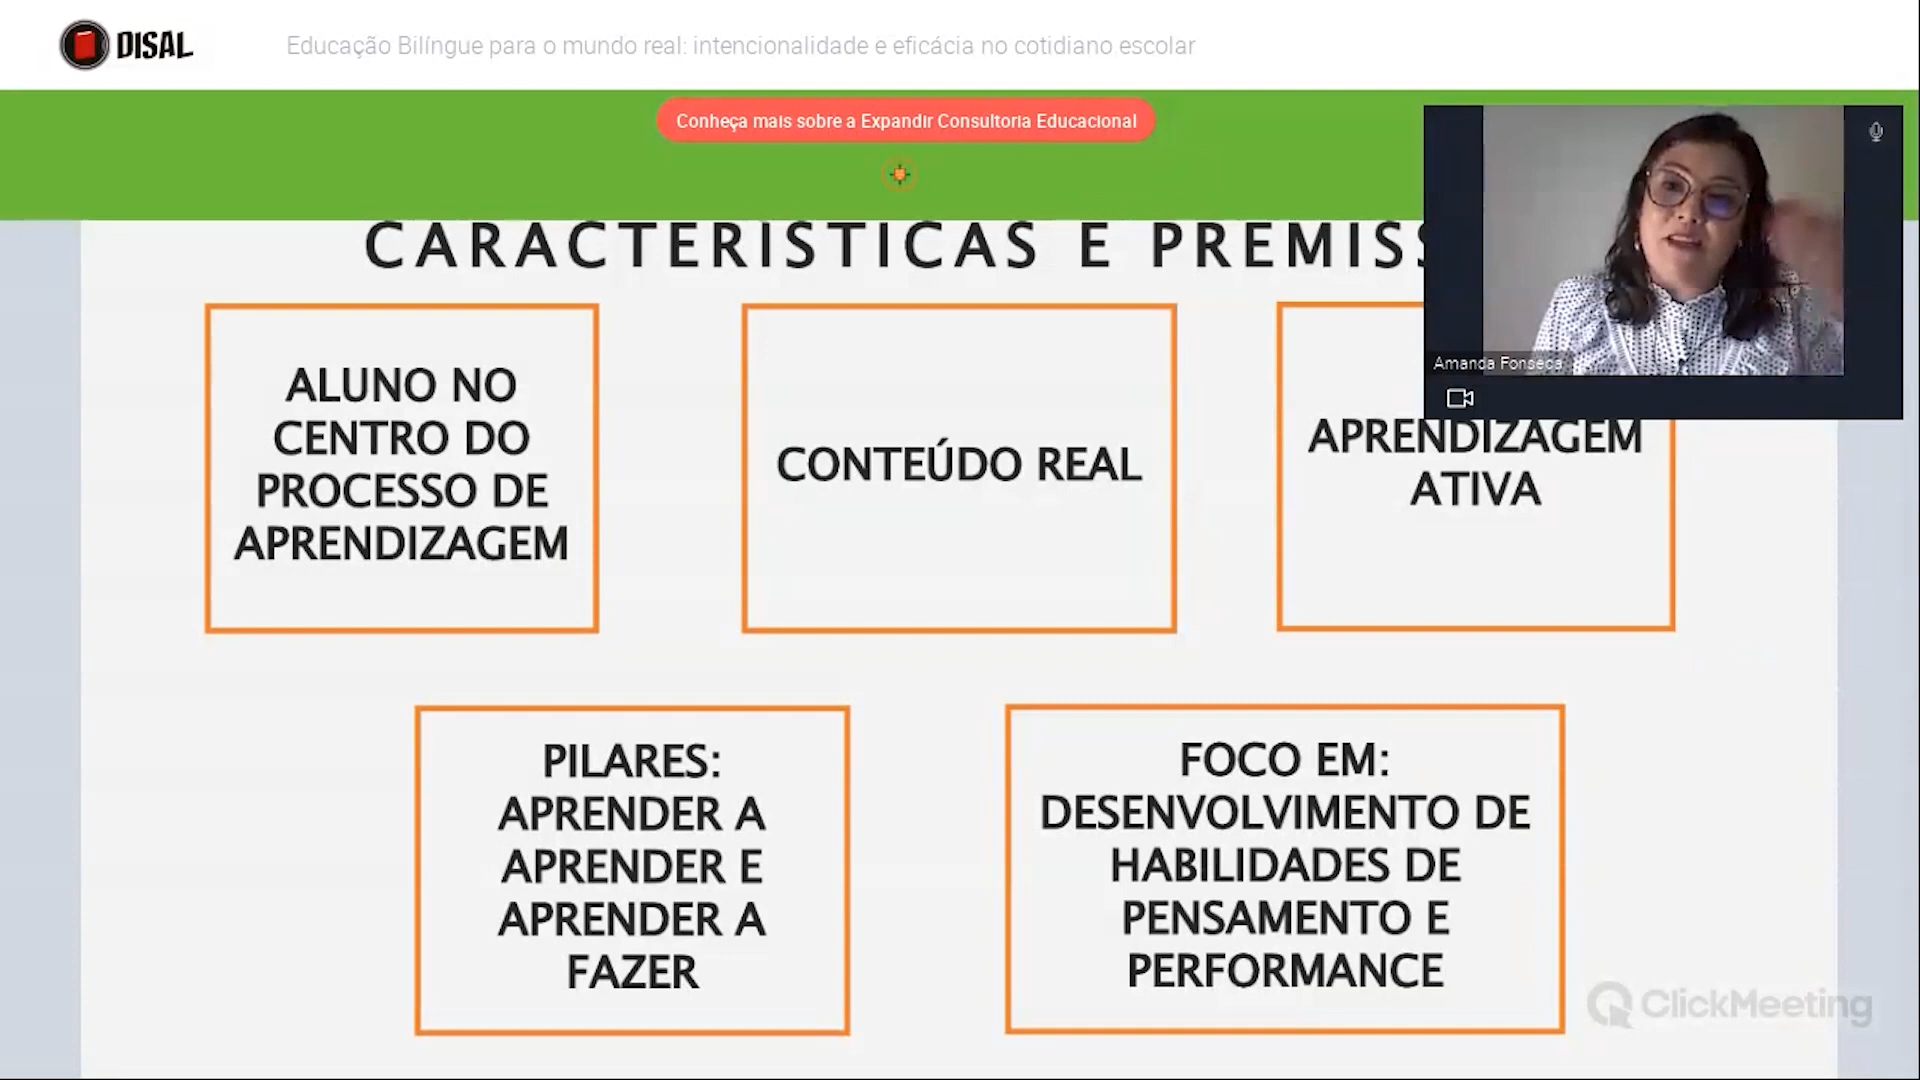 DISAL
Educação Bilíngue para o mundo real: intencionalidade e eficácia no cotidiano escolar
Conheça mais sobre a Expandir Consultoria Educacional
CARACTERÍSTICAS E
Amanda Fonseca
ALUNO NO
CENTRO DO
PROCESSO DE
APRENDIZAGEM
CONTEÚDO REAL
APRENDIZAGEM
ATIVA
PILARES:
APRENDER A
APRENDER E
APRENDER A
FAZER
FOCO EM:
DESENVOLVIMENTO DE
HABILIDADES DE
PENSAMENTO E
PERFORMANCE
ClickMeeting